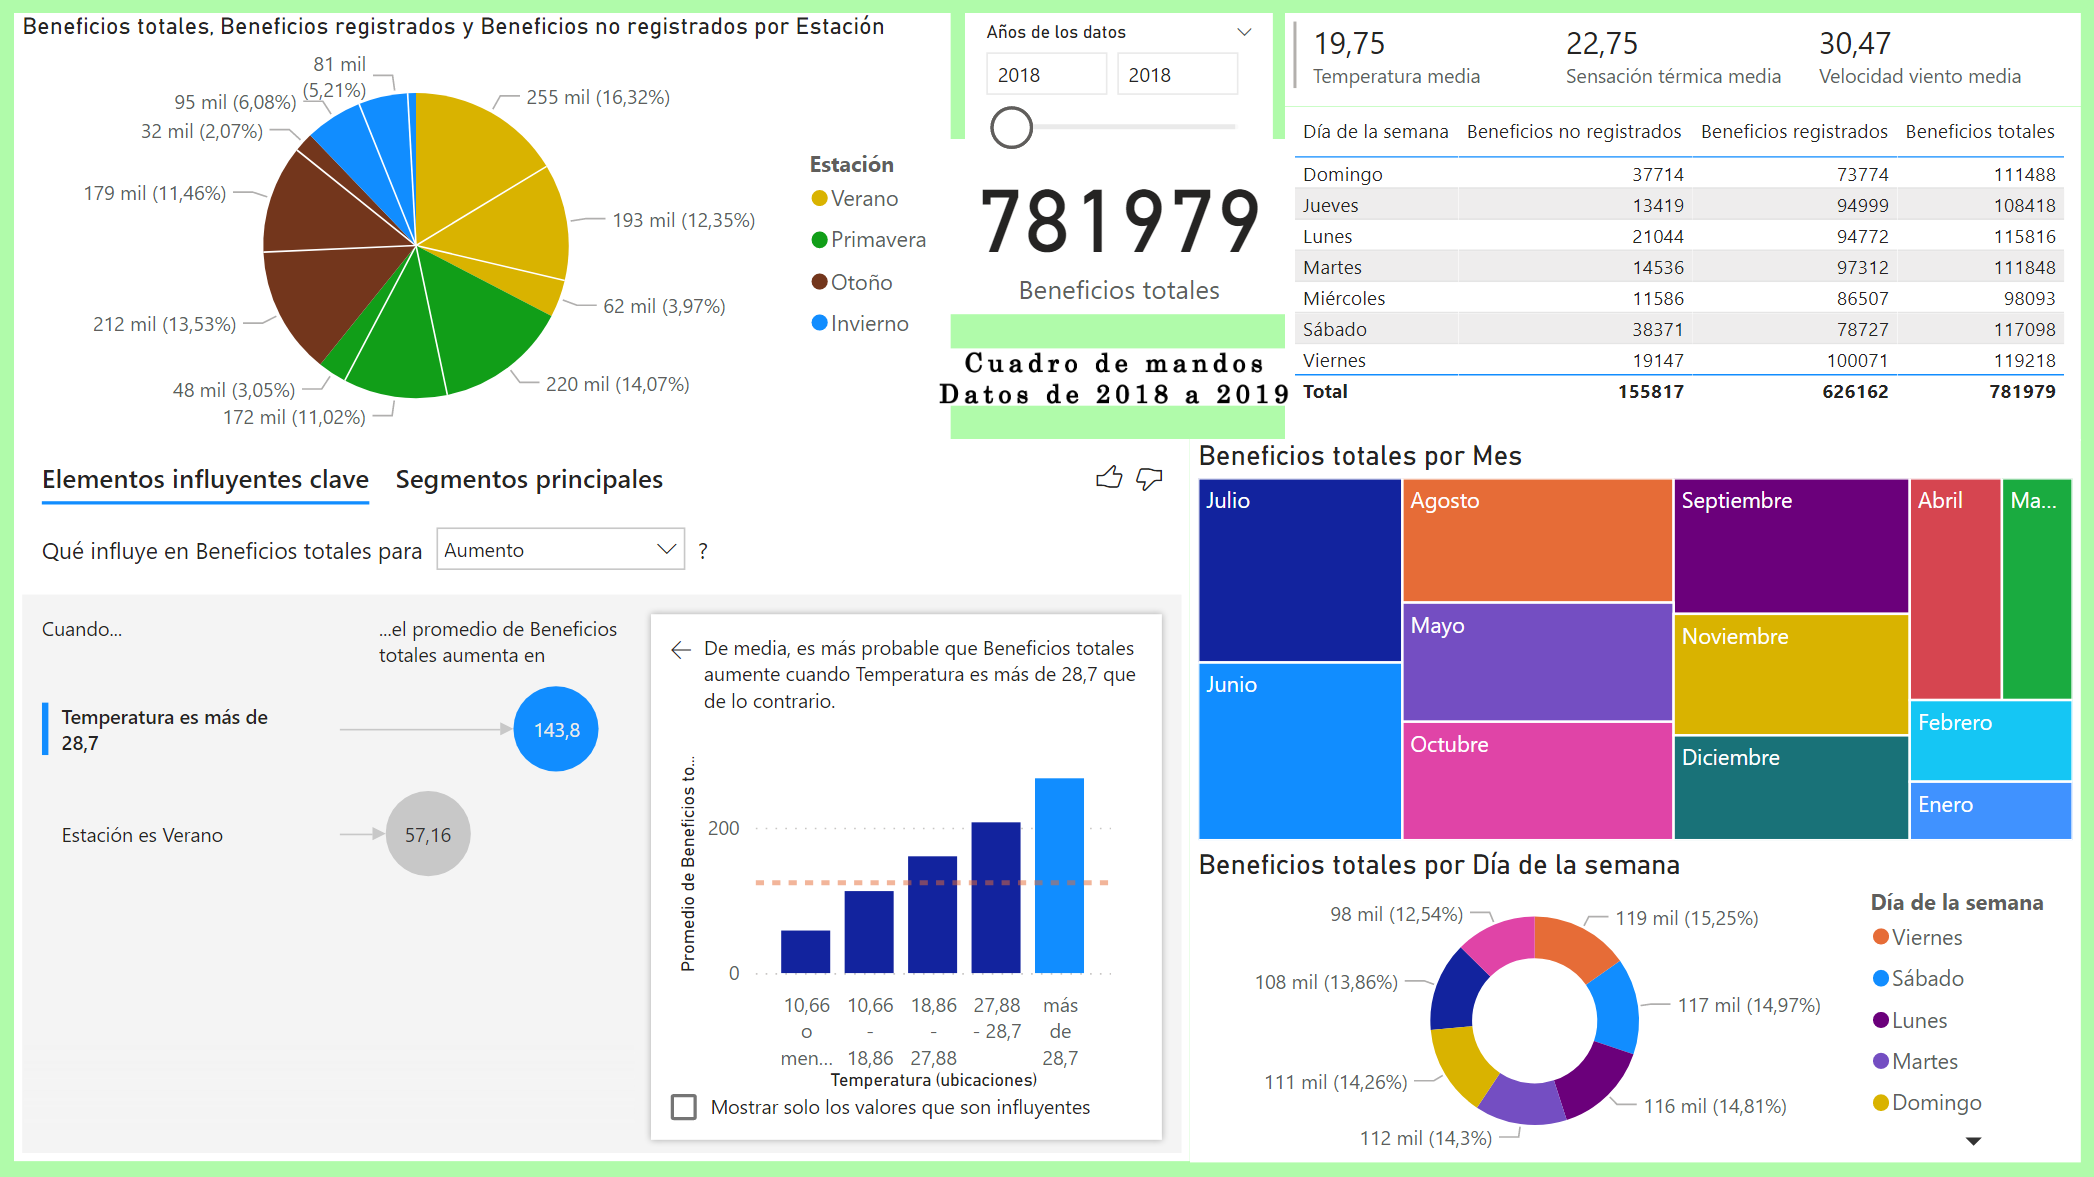 Beneficios totales, Beneficios registrados y Beneficios no registrados por Estación
81 mil
(5,21%)
95 mil (6,08%)
32 mil (2,07%)
179 mil (11,46%)
212 mil (13,53%)
48 mil (3,05%)
172 mil (11,02%)
255 mil (16,32%)
193 mil (12,35%)
62 mil (3,97%)
220 mil (14,07%)
Estación
Verano
Primavera
Otoño
Invierno
Años de los datos
2018 2018
781979
Beneficios totales
Cuadro de mandos
Datos de 2018 a 2019
19,75 22,75 30,47
Temperatura media Sensación térmica media Velocidad viento media
Día de la semana Beneficios no registrados Beneficios registrados Beneficios totales
Domingo 37714 73774 111488
Jueves 13419 94999 108418
Lunes 21044 94772 115816
Martes 14536 97312 111848
Miércoles 11586 86507 98093
Sábado 38371 78727 117098
Viernes 19147 100071 119218
Total 155817 626162 781979
Elementos influyentes clave Segmentos principales
Qué influye en Beneficios totales para Aumento ?
Cuando...
...el promedio de Beneficios
totales aumenta en
Temperatura es más de
28,7
143,8
Estación es Verano 57,16
De media, es más probable que Beneficios totales
aumente cuando Temperatura es más de 28,7 que
de lo contrario.
Promedio de Beneficios to...
200
0
10,66
o
men...
10,66
-
18,86
18,86
-
27,88
27,88
- 28,7
más
de
28,7
Temperatura (ubicaciones)
Mostrar solo los valores que son influyentes
Beneficios totales por Mes
Julio
Agosto
Septiembre
Abril
Ma...
Mayo
Noviembre
Junio
Febrero
Octubre
Diciembre
Enero
Beneficios totales por Día de la semana
98 mil (12,54%)
119 mil (15,25%)
108 mil (13,86%)
117 mil (14,97%)
111 mil (14,26%)
116 mil (14,81%)
112 mil (14,3%)
Día de la semana
Viernes
Sábado
Lunes
Martes
Domingo